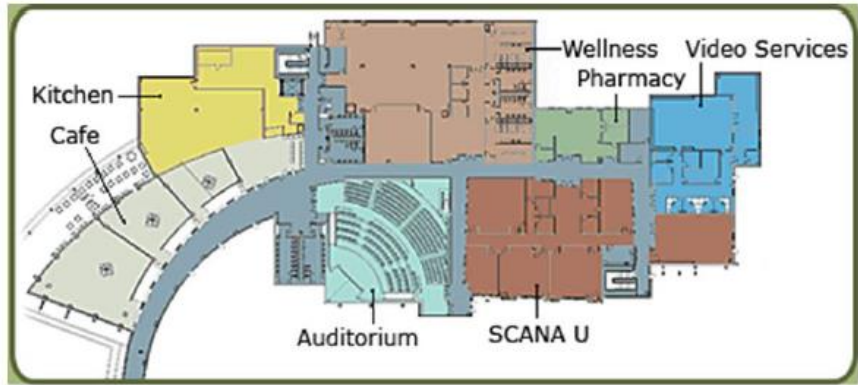 Wellness
Video Services
Pharmacy
Kitchen
Cafe
Auditorium
SCANA U